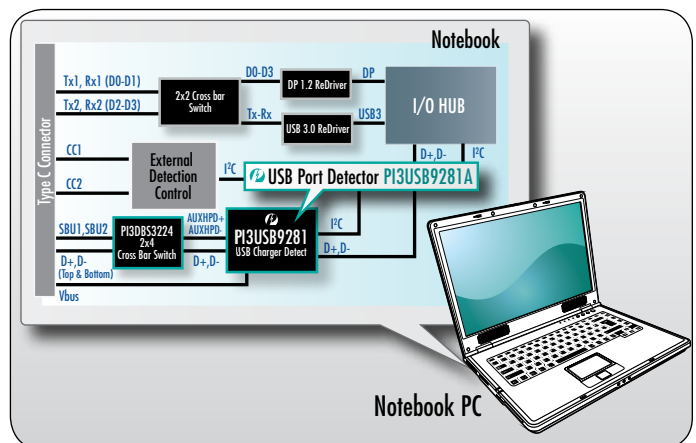 Notebook
Type C Connector
Tx1, Rx1 (D0-D1)
Tx2, Rx2 (D2-D3)
2x2 Cross bar
Switch
D0-D3
DP 1.2 ReDriver
DP
Tx-Rx
USB 3.0 ReDriver
USB3
I/O HUB
CC1
CC2
External
Detection
Control
I²C
D+,D-
I²C
USB Port Detector PI3USB9281A
SBU1,SBU2
D+,D-
(Top & Bottom)
Vbus
PI3DBS3224
2x4
Cross Bar Switch
AUXHPD+
AUXHPD-
D+,D-
PI3USB9281
USB Charger Detect
I²C
D+,D-
Notebook PC